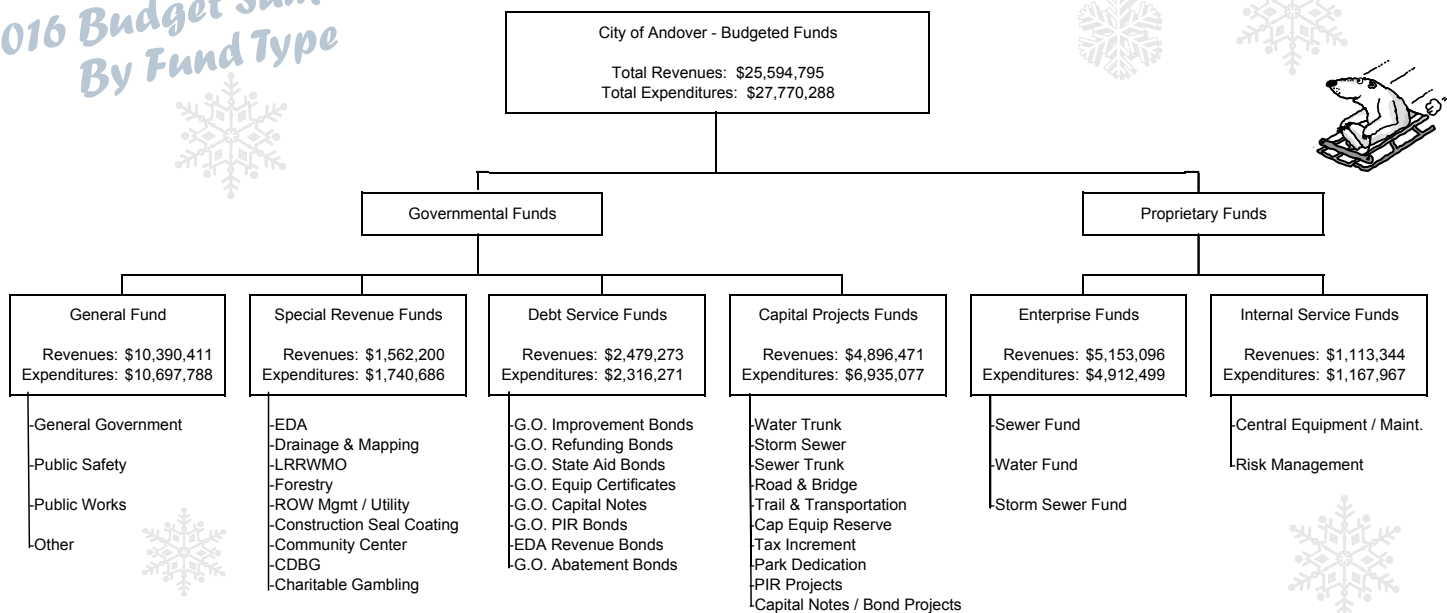 016 Budget Sum
By Fund Type
City of Andover - Budgeted Funds
Total Revenues: $25,594,795
Total Expenditures: $27,770,288
Governmental Funds
Proprietary Funds
General Fund
Revenues: $10,390,411
Expenditures: $10,697,788
-General Government
-Public Safety
-Public Works
-Other
Special Revenue Funds
Revenues: $1,562,200
Expenditures: $1,740,686
-EDA
-Drainage & Mapping
-LRRWMO
-Forestry
-ROW Mgmt / Utility
-Construction Seal Coating
-Community Center
-CDBG
-Charitable Gambling
Debt Service Funds
Revenues: $2,479,273
Expenditures: $2,316,271
-G.O. Improvement Bonds
-G.O. Refunding Bonds
-G.O. State Aid Bonds
-G.O. Equip Certificates
-G.O. Capital Notes
-G.O. PIR Bonds
-EDA Revenue Bonds
-G.O. Abatement Bonds
Capital Projects Funds
Revenues: $4,896,471
Expenditures: $6,935,077
-Water Trunk
-Storm Sewer
-Sewer Trunk
-Road & Bridge
-Trail & Transportation
-Cap Equip Reserve
-Tax Increment
-Park Dedication
-PIR Projects
-Capital Notes / Bond Projects
Enterprise Funds
Revenues: $5,153,096
Expenditures: $4,912,499
-Sewer Fund
-Water Fund
-Storm Sewer Fund
Internal Service Funds
Revenues: $1,113,344
Expenditures: $1,167,967
-Central Equipment / Maint.
-Risk Management